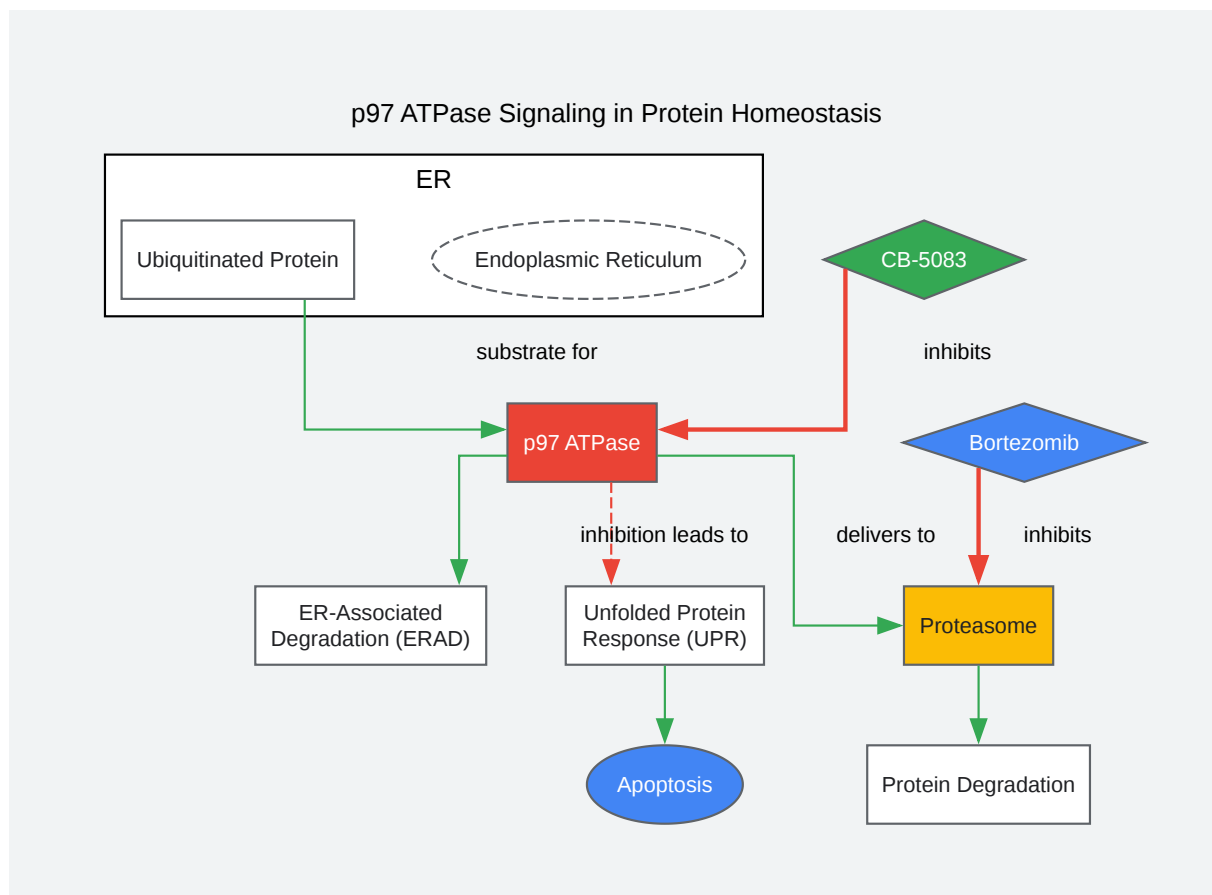 p97 ATPase Signaling in Protein Homeostasis
ER
Ubiquitinated Protein
Endoplasmic Reticulum
CB-5083
substrate for
inhibits
p97 ATPase
Bortezomib
inhibition leads to
delivers to
inhibits
ER-Associated
Degradation (ERAD)
Unfolded Protein
Response (UPR)
Proteasome
Apoptosis
Protein Degradation